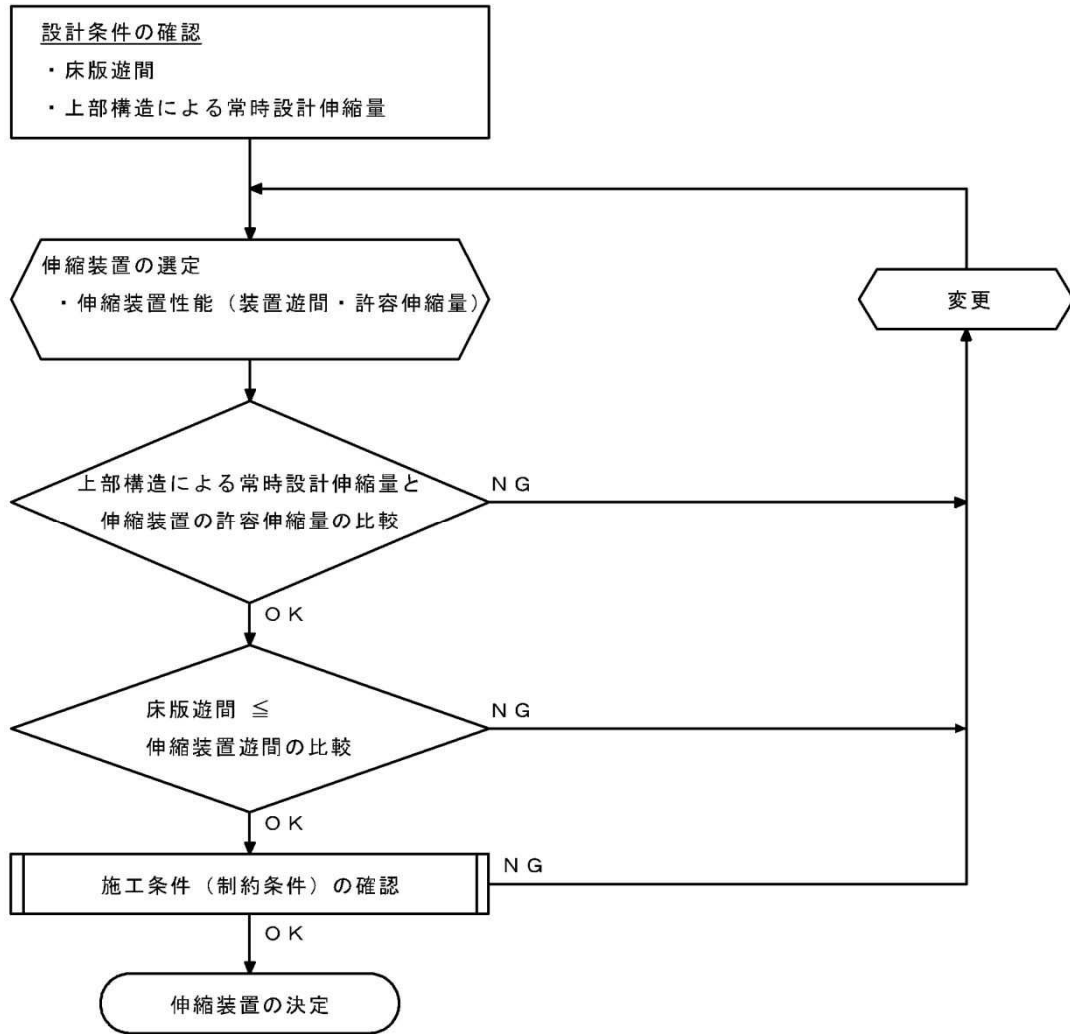 設計条件の確認
・床版遊間
・上部構造による常時設計伸縮量
伸縮装置の選定
・伸縮装置性能（装置遊間・許容伸縮量）
変更
上部構造による常時設計伸縮量と
伸縮装置の許容伸縮量の比較
ＮＧ
ＯＫ
床版遊間 ≦
伸縮装置遊間の比較
ＮＧ
ＯＫ
施工条件（制約条件）の確認
ＮＧ
ＯＫ
伸縮装置の決定